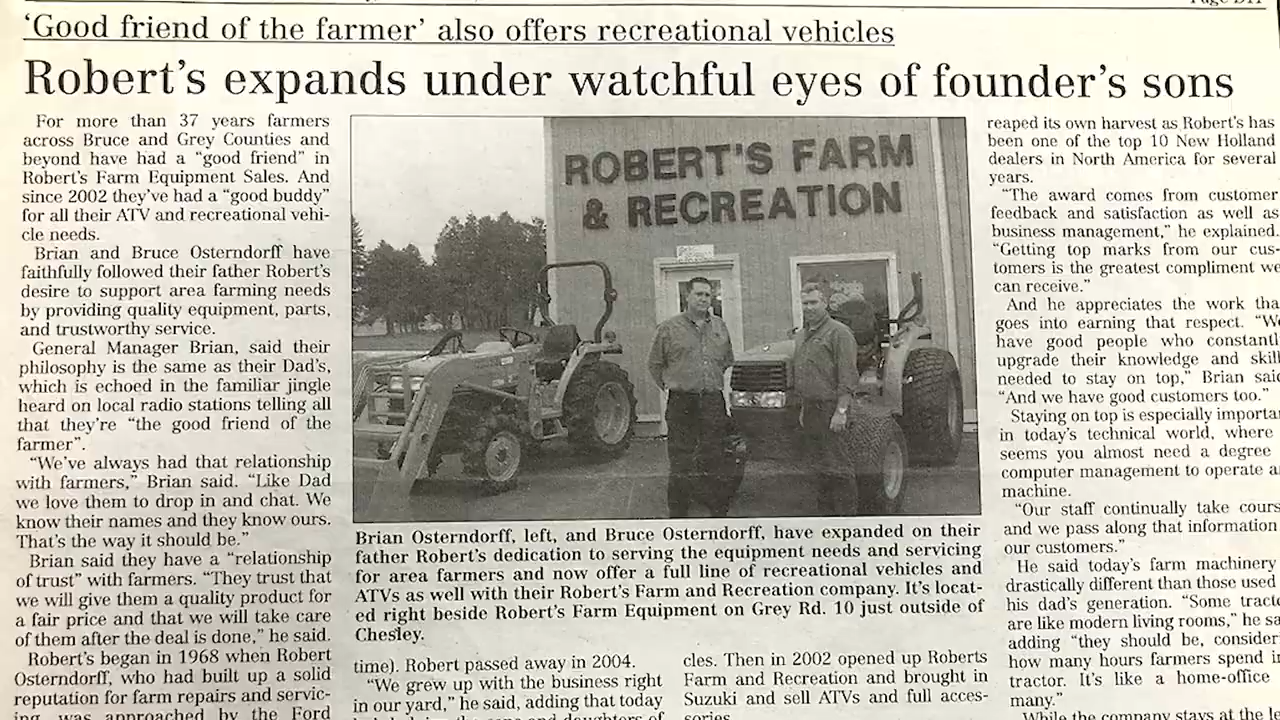 'Good friend of the farmer' also offers recreational vehicles
Robert's expands under watchful eyes of founder's sons
For more than 37 years farmers
across Bruce and Grey Counties and
beyond have had a "good friend" in
Robert's Farm Equipment Sales. And
since 2002 they've had a "good buddy"
for all their ATV and recreational vehi-
cle needs.
Brian and Bruce Osterndorff have
faithfully followed their father Robert's
desire to support area farming needs
by providing quality equipment, parts,
and trustworthy service.
General Manager Brian, said their
philosophy is the same as their Dad's,
which is echoed in the familiar jingle
heard on local radio stations telling all
that they're "the good friend of the
farmer".
"We've always had that relationship
with farmers," Brian said. "Like Dad
we love them to drop in and chat. We
know their names and they know ours.
That's the way it should be."
Brian said they have a "relationship
of trust" with farmers. "They trust that
we will give them a quality product for
a fair price and that we will take care
of them after the deal is done," he said.
Robert's began in 1968 when Robert
Osterndorff, who had built up a solid
reputation for farm repairs and servic-
ing, was approached by the Ford
ROBERT'S FARM
& RECREATION
Brian Osterndorff, left, and Bruce Osterndorff, have expanded on their
father Robert's dedication to serving the equipment needs and servicing
for area farmers and now offer a full line of recreational vehicles and
ATVs as well with their Robert's Farm and Recreation company. It's locat-
ed right beside Robert's Farm Equipment on Grey Rd. 10 just outside of
Chesley.
time). Robert passed away in 2004.
"We grew up with the business right
in our yard," he said, adding that today
cles. Then in 2002 opened up Roberts
Farm and Recreation and brought in
Suzuki and sell ATVs and full acces-
sories.
reaped its own harvest as Robert's has
been one of the top 10 New Holland
dealers in North America for several
years.
"The award comes from customer
feedback and satisfaction as well as
business management," he explained.
"Getting top marks from our cus-
tomers is the greatest compliment we
can receive."
And he appreciates the work tha
goes into earning that respect. "We
have good people who constantl
upgrade their knowledge and skill
needed to stay on top," Brian said
"And we have good customers too."
Staying on top is especially importa
in today's technical world, where
seems you almost need a degree
computer management to operate a
machine.
"Our staff continually take cours
and we pass along that information
our customers."
He said today's farm machinery
drastically different than those used
his dad's generation. "Some tracto
are like modern living rooms," he sa
adding "they should be, consider
how many hours farmers spend in
tractor. It's like a home-office
many."
While the company stays at the le